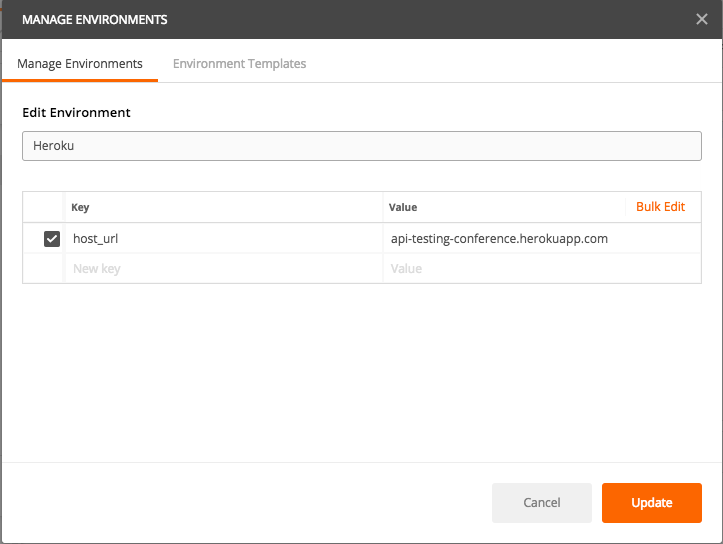 MANAGE ENVIRONMENTS
Manage Environments Environment Templates
Edit Environment
Heroku
Key Value Bulk Edit
host_url api-testing-conference.herokuapp.com
New key Value
Cancel Update